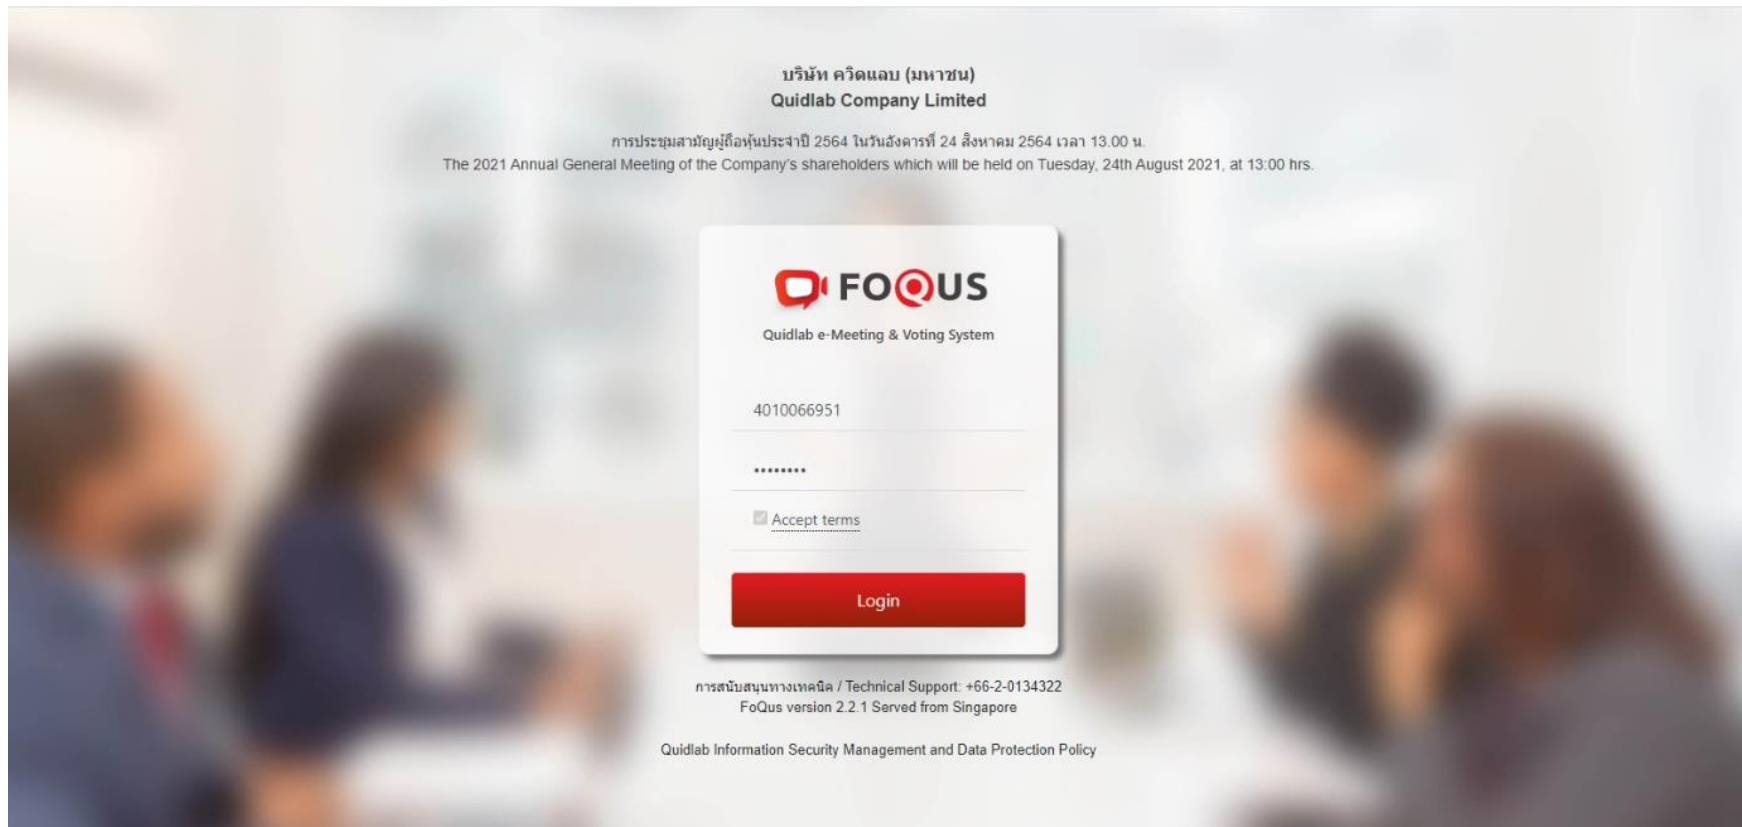 บริษัท ควิดแลบ (มหาชน)
Quidlab Company Limited
การประชุมสามัญผู้ถือหุ้นประจำปี 2564 ในวันอังคารที่ 24 สิงหาคม 2564 เวลา 13.00 น.
The 2021 Annual General Meeting of the Company's shareholders which will be held on Tuesday, 24th August 2021, at 13:00 hrs.
FOQUS
Quidlab e-Meeting & Voting System
4010066951
••••••••
Accept terms
Login
การสนับสนุนทางเทคนิค / Technical Support: +66-2-0134322
FoQus version 2.2.1 Served from Singapore
Quidlab Information Security Management and Data Protection Policy